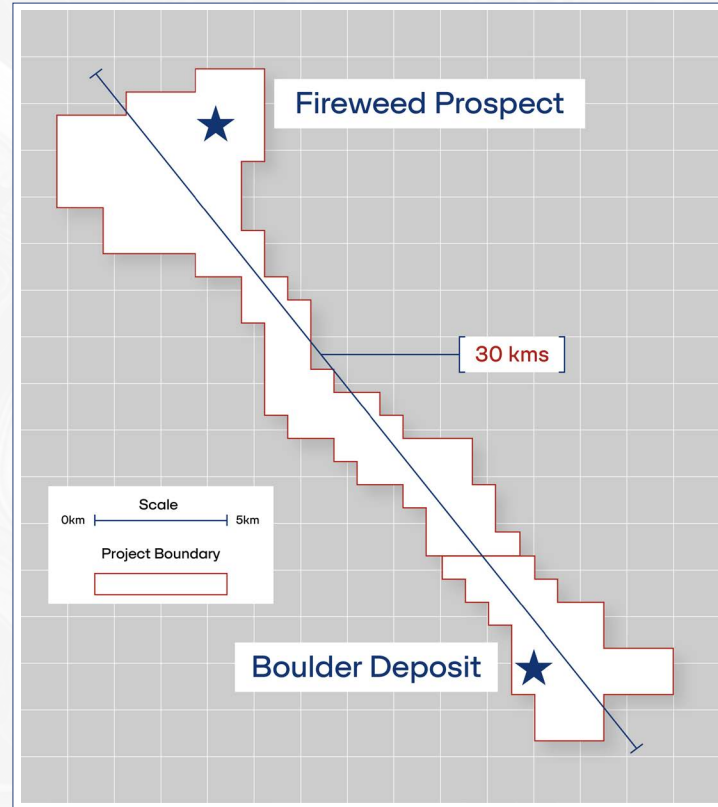 Fireweed Prospect
30 kms
Scale
0km 5km
Project Boundary
Boulder Deposit